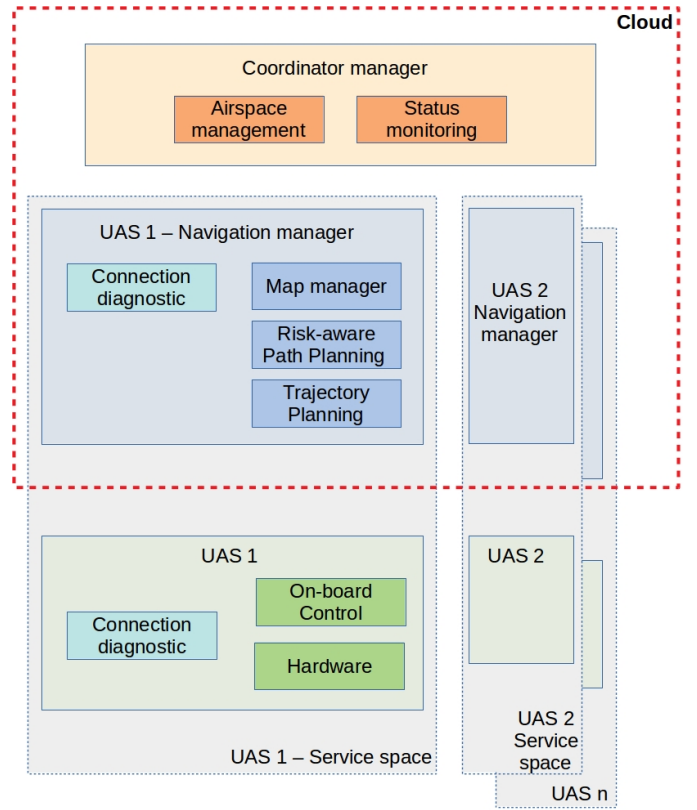 Cloud
Coordinator manager
Airspace
management
Status
monitoring
UAS 1 – Navigation manager
Connection
diagnostic
Map manager
Risk-aware
Path Planning
Trajectory
Planning
UAS 2
Navigation
manager
UAS 1
Connection
diagnostic
On-board
Control
Hardware
UAS 1 – Service space
UAS 2
UAS 2
Service
space
UAS n